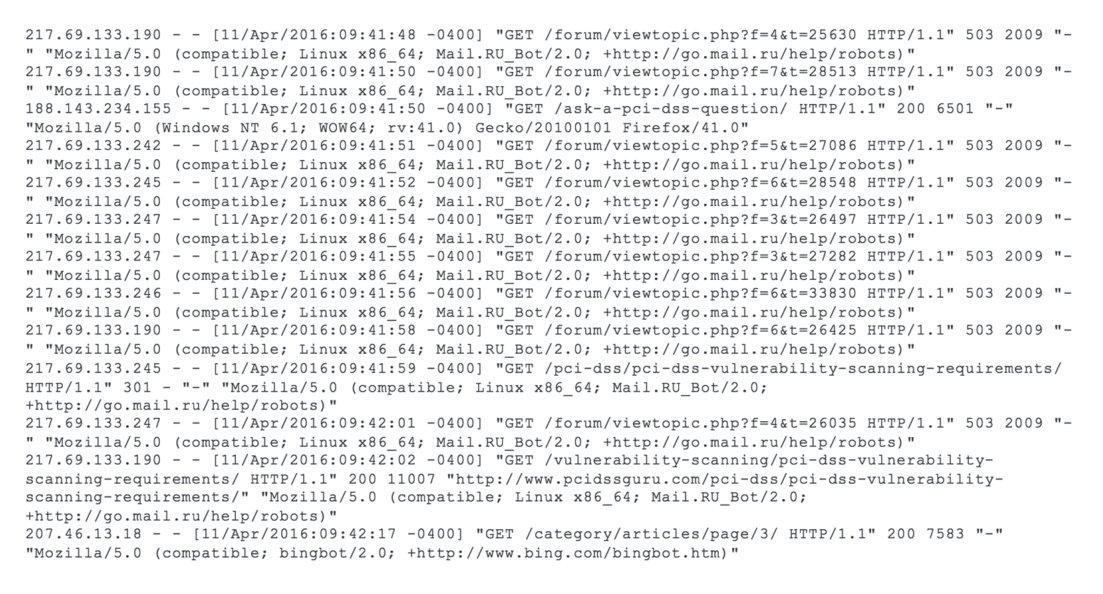 217.69.133.190 - - [11/Apr/2016:09:41:48 -0400] "GET /forum/viewtopic.php?f=4&t=25630 HTTP/1.1" 503 2009 "-
" "Mozilla/5.0 (compatible; Linux x86_64; Mail.RU_Bot/2.0; +http://go.mail.ru/help/robots)"
217.69.133.190 - - [11/Apr/2016:09:41:50 -0400] "GET /forum/viewtopic.php?f=7&t=28513 HTTP/1.1" 503 2009 "-
" "Mozilla/5.0 (compatible; Linux x86_64; Mail.RU_Bot/2.0; +http://go.mail.ru/help/robots)"
188.143.234.155 - - [11/Apr/2016:09:41:50 -0400] "GET /ask-a-pci-dss-question/ HTTP/1.1" 200 6501 "-"
"Mozilla/5.0 (Windows NT 6.1; WOW64; rv:41.0) Gecko/20100101 Firefox/41.0"
217.69.133.242 - - [11/Apr/2016:09:41:51 -0400] "GET /forum/viewtopic.php?f=5&t=27086 HTTP/1.1" 503 2009 "-
" "Mozilla/5.0 (compatible; Linux x86_64; Mail.RU_Bot/2.0; +http://go.mail.ru/help/robots)"
217.69.133.245 - - [11/Apr/2016:09:41:52 -0400] "GET /forum/viewtopic.php?f=6&t=28548 HTTP/1.1" 503 2009 "-
" "Mozilla/5.0 (compatible; Linux x86_64; Mail.RU_Bot/2.0; +http://go.mail.ru/help/robots)"
217.69.133.247 - - [11/Apr/2016:09:41:54 -0400] "GET /forum/viewtopic.php?f=3&t=26497 HTTP/1.1" 503 2009 "-
" "Mozilla/5.0 (compatible; Linux x86_64; Mail.RU_Bot/2.0; +http://go.mail.ru/help/robots)"
217.69.133.247 - - [11/Apr/2016:09:41:55 -0400] "GET /forum/viewtopic.php?f=3&t=27282 HTTP/1.1" 503 2009 "-
" "Mozilla/5.0 (compatible; Linux x86_64; Mail.RU_Bot/2.0; +http://go.mail.ru/help/robots)"
217.69.133.246 - - [11/Apr/2016:09:41:56 -0400] "GET /forum/viewtopic.php?f=6&t=33830 HTTP/1.1" 503 2009 "-
" "Mozilla/5.0 (compatible; Linux x86_64; Mail.RU_Bot/2.0; +http://go.mail.ru/help/robots)"
217.69.133.190 - - [11/Apr/2016:09:41:58 -0400] "GET /forum/viewtopic.php?f=6&t=26425 HTTP/1.1" 503 2009 "-
" "Mozilla/5.0 (compatible; Linux x86_64; Mail.RU_Bot/2.0; +http://go.mail.ru/help/robots)"
217.69.133.245 - - [11/Apr/2016:09:41:59 -0400] "GET /pci-dss/pci-dss-vulnerability-scanning-requirements/
HTTP/1.1" 301 - "-" "Mozilla/5.0 (compatible; Linux x86_64; Mail.RU_Bot/2.0;
+http://go.mail.ru/help/robots)"
217.69.133.247 - - [11/Apr/2016:09:42:01 -0400] "GET /forum/viewtopic.php?f=4&t=26035 HTTP/1.1" 503 2009 "-
" "Mozilla/5.0 (compatible; Linux x86_64; Mail.RU_Bot/2.0; +http://go.mail.ru/help/robots)"
217.69.133.190 - - [11/Apr/2016:09:42:02 -0400] "GET /vulnerability-scanning/pci-dss-vulnerability-
scanning-requirements/ HTTP/1.1" 200 11007 "http://www.pcidssguru.com/pci-dss/pci-dss-vulnerability-
scanning-requirements/" "Mozilla/5.0 (compatible; Linux x86_64; Mail.RU_Bot/2.0;
+http://go.mail.ru/help/robots)"
207.46.13.18 - - [11/Apr/2016:09:42:17 -0400] "GET /category/articles/page/3/ HTTP/1.1" 200 7583 "-"
"Mozilla/5.0 (compatible; bingbot/2.0; +http://www.bing.com/bingbot.htm)"